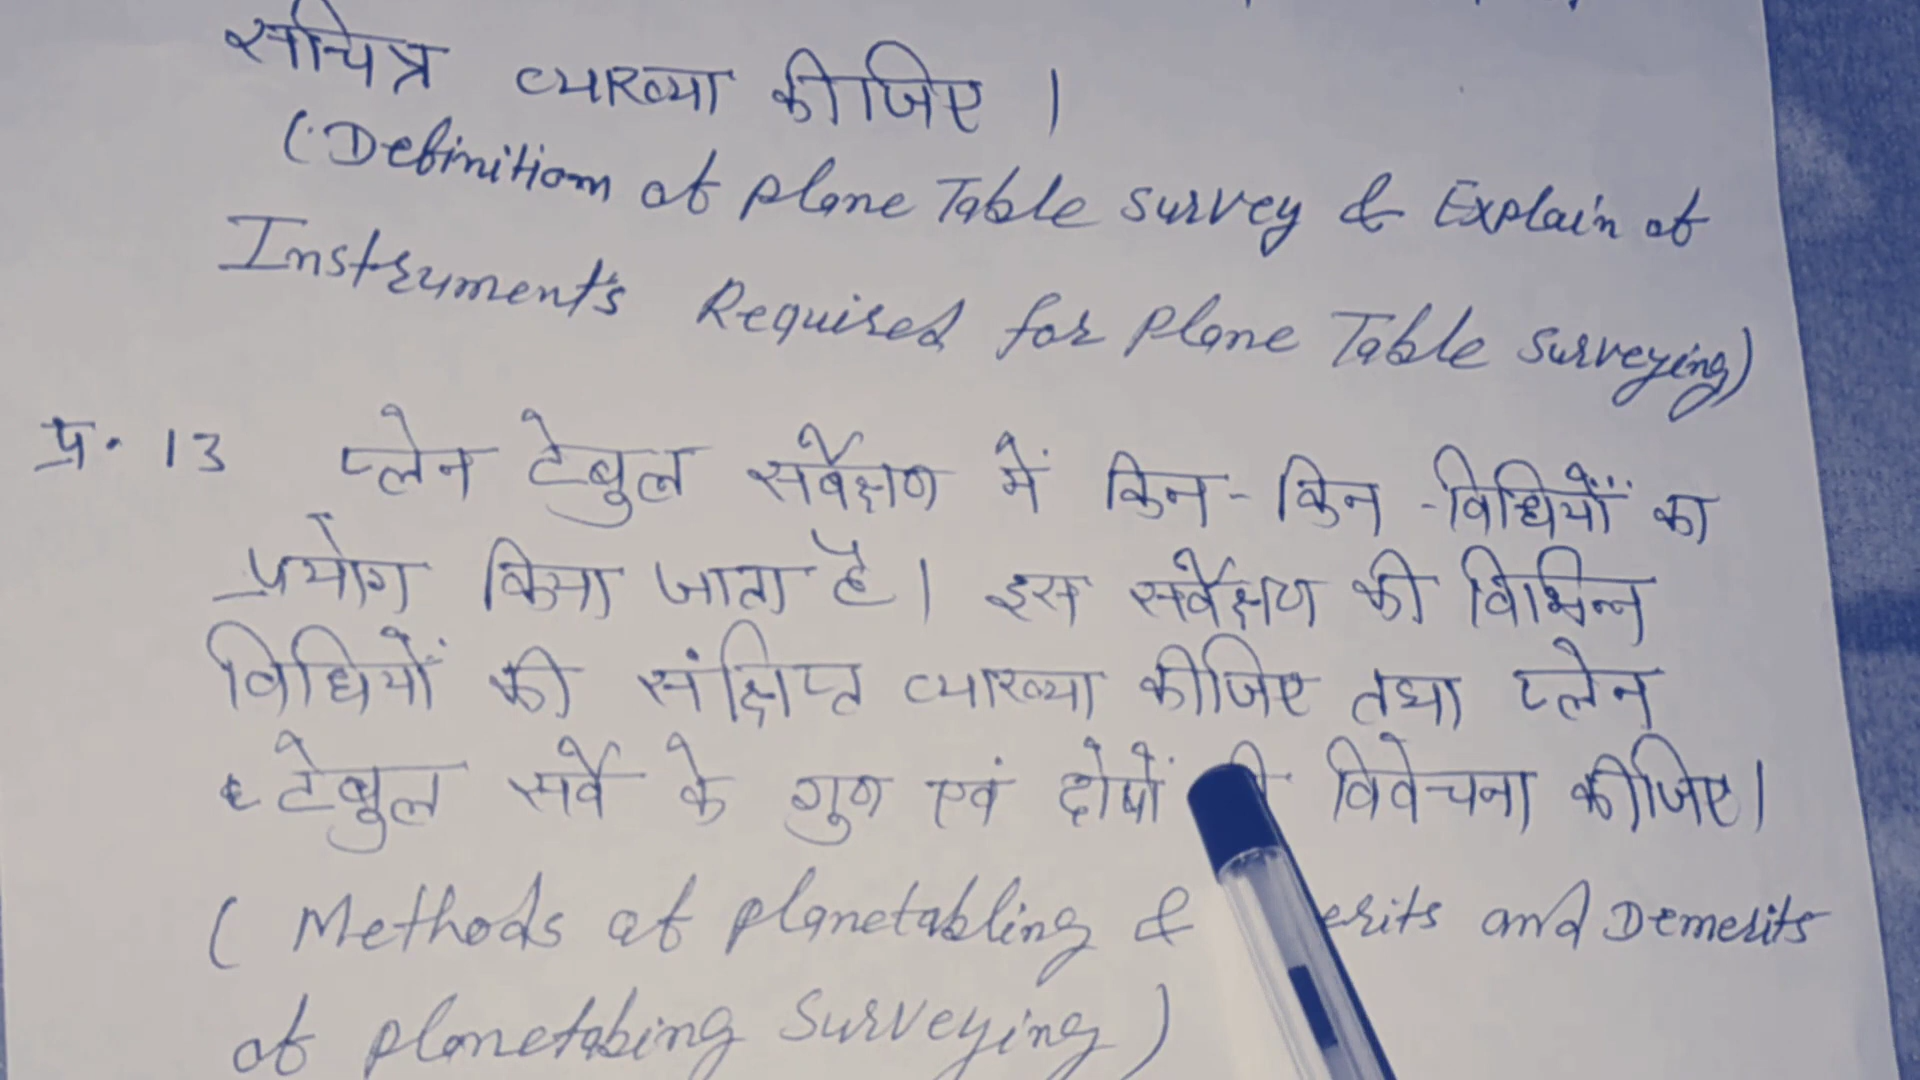 सचित्र व्याख्या कीजिए ।
(Definition of plane Table survey & Explain of
Instruments Required for plane Table surveying)
प्र. 13 प्लेन टेबुल सर्वेक्षण में किन - किन विधियों का
प्रयोग किया जाता है । इस सर्वेक्षण की विभिन्न
विधियों की संक्षिप्त व्याख्या कीजिए तथा प्लेन
टेबुल सर्वे के गुण एवं दोषों विवेचना कीजिए ।
( Methods of planetabling & and Demerits
of planetabing Surveying )